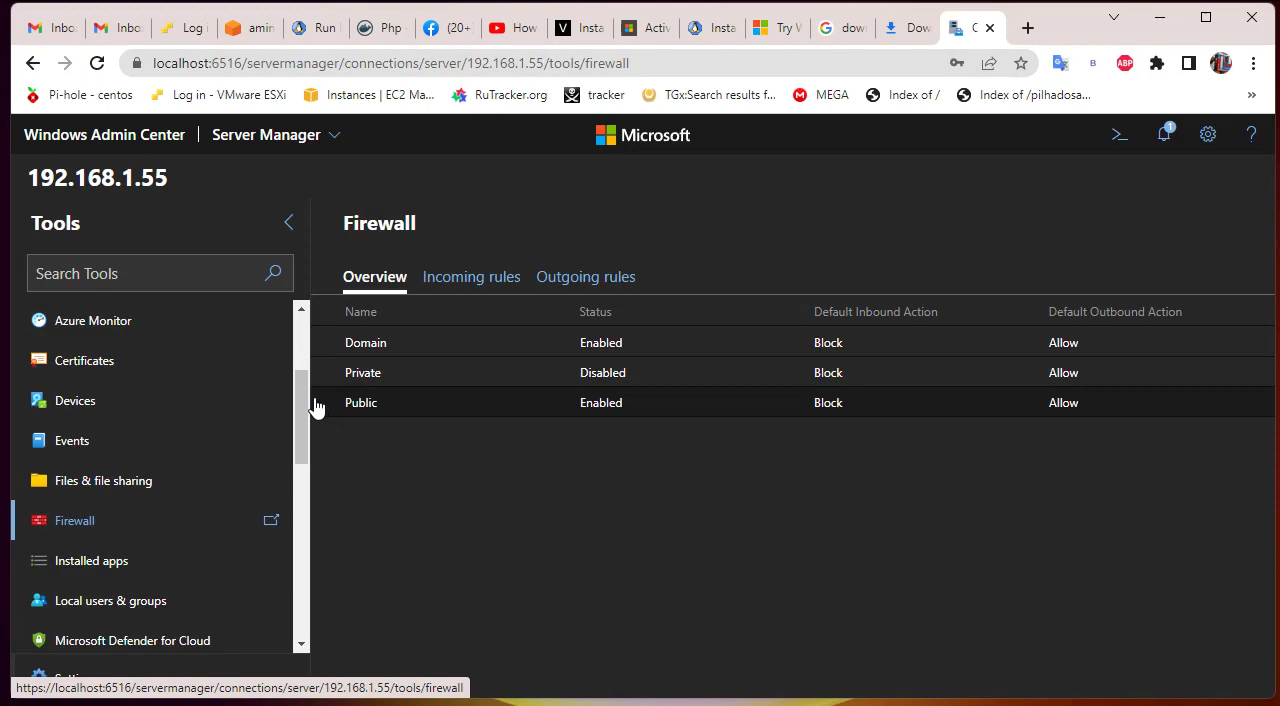 Inbo
Inbo
Log
amin
Run
Php
(20+
How
Insta
Activ
Insta
Try W
dow
Dow
C
localhost:6516/servermanager/connections/server/192.168.1.55/tools/firewall
Pi-hole - centos
Log in - VMware ESXi
Instances | EC2 Ma...
RuTracker.org
tracker
TGx:Search results f...
MEGA
Index of /
Index of /pilhadosa...
»
Windows Admin Center | Server Manager
Microsoft
1
192.168.1.55
Tools
Search Tools
Azure Monitor
Certificates
Devices
Events
Files & file sharing
Firewall
Installed apps
Local users & groups
Microsoft Defender for Cloud
Firewall
Overview Incoming rules Outgoing rules
Name Status Default Inbound Action Default Outbound Action
Domain Enabled Block Allow
Private Disabled Block Allow
Public Enabled Block Allow
https://localhost:6516/servermanager/connections/server/192.168.1.55/tools/firewall